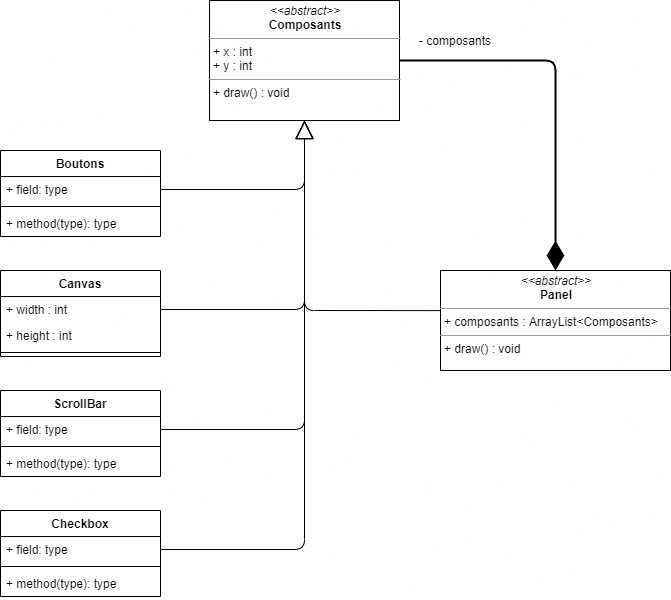 <<abstract>>
Composants
+ x : int
+ y : int
+ draw() : void
- composants
Boutons
+ field: type
+ method(type): type
Canvas
+ width : int
+ height : int
<<abstract>>
Panel
+ composants : ArrayList<Composants>
+ draw() : void
ScrollBar
+ field: type
+ method(type): type
Checkbox
+ field: type
+ method(type): type